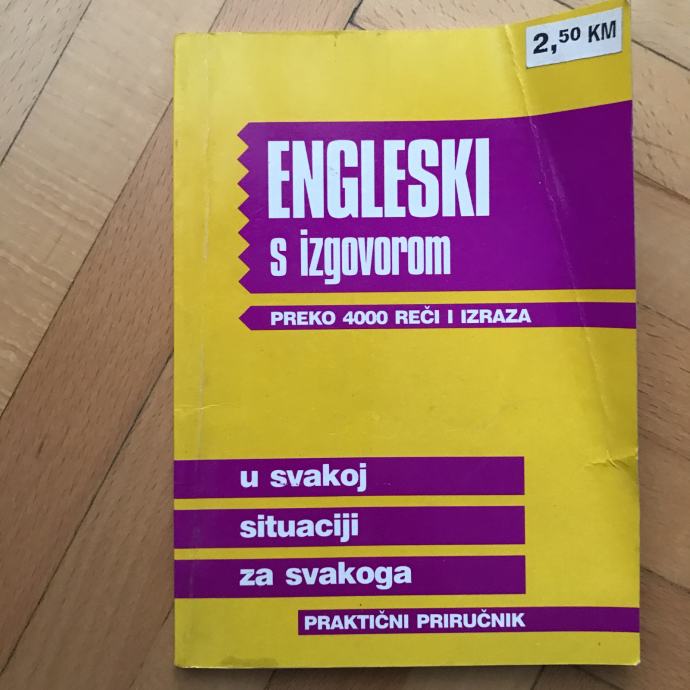 2,50 KM
ENGLESKI
s izgovorom
PREKO 4000 REČI I IZRAZA
u svakoj
situaciji
za svakoga
PRAKTIČNI PRIRUČNIK